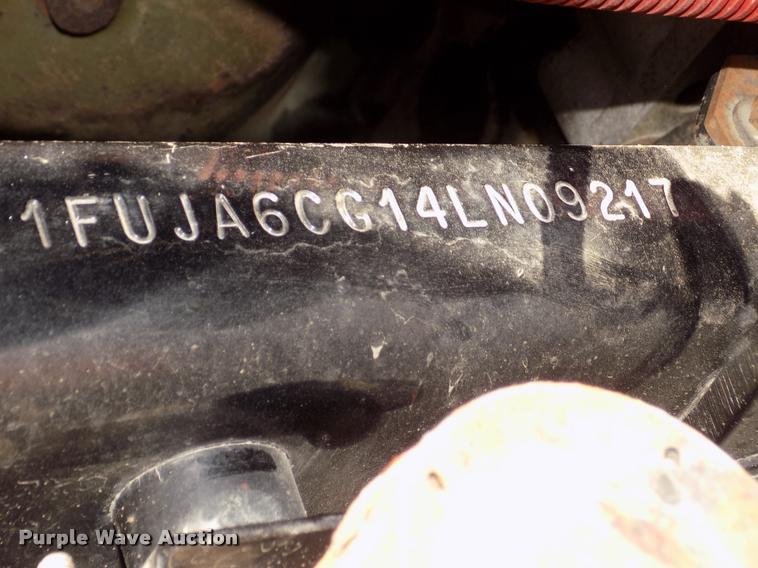 1FUJA6CG14LN09217
Purple Wave Auction